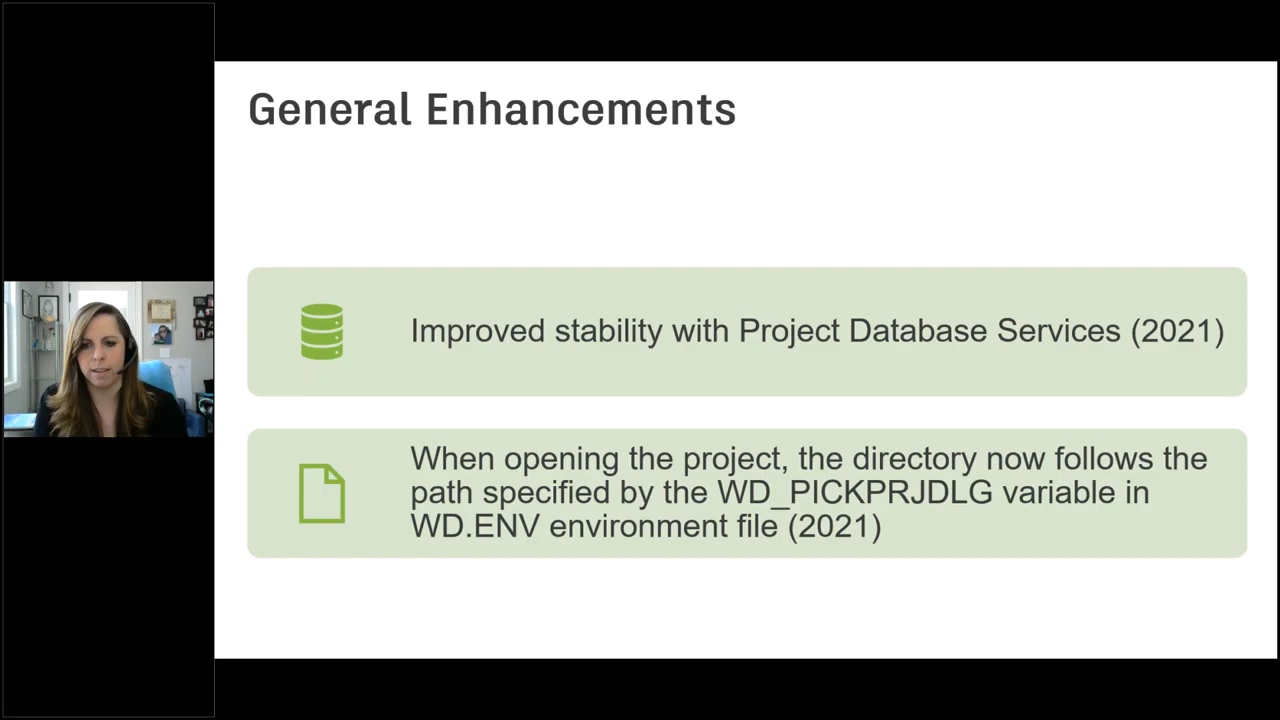 General Enhancements
Improved stability with Project Database Services (2021)
When opening the project, the directory now follows the
path specified by the WD_PICKPRJDLG variable in
WD.ENV environment file (2021)